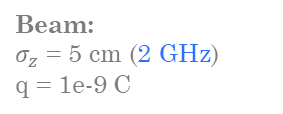 Beam:
σz = 5 cm (2 GHz)
q = 1e-9 C